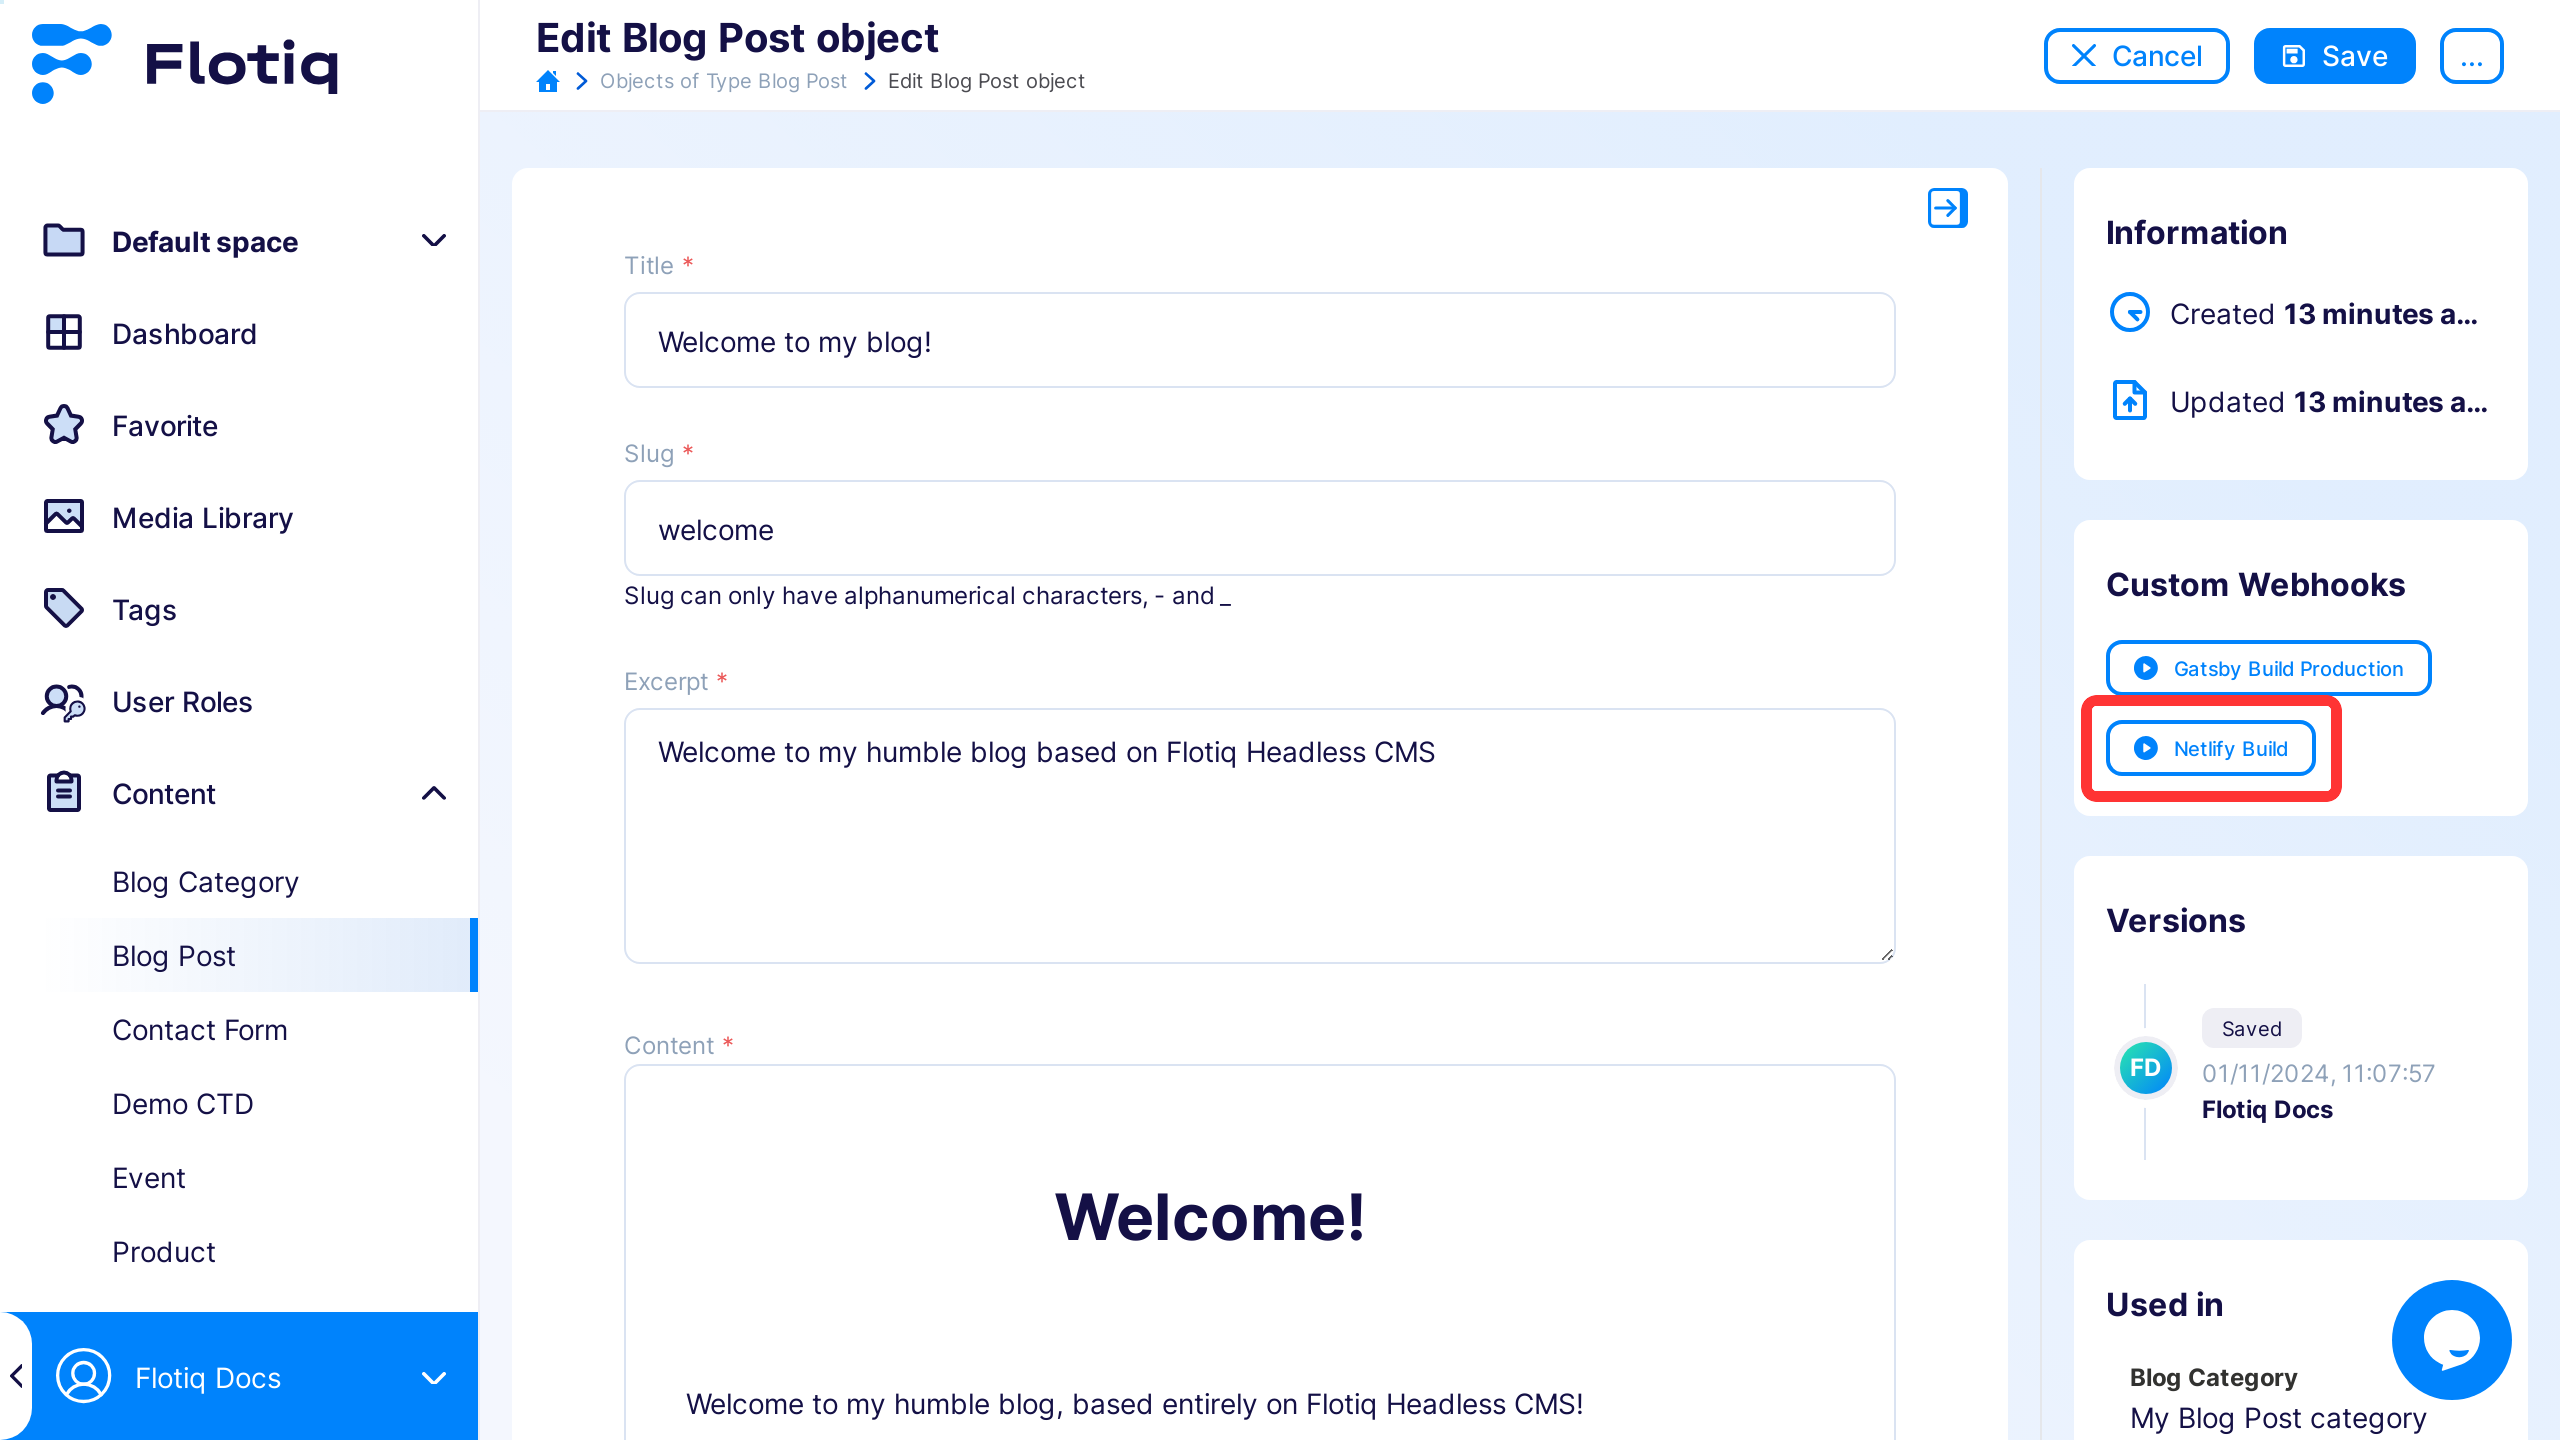 Flotiq
Default space
Dashboard
Favorite
Media Library
Tags
User Roles
Content
Blog Category
Blog Post
Contact Form
Demo CTD
Event
Product
Flotiq Docs
Edit Blog Post object
Objects of Type Blog Post
Edit Blog Post object
Cancel
Save
...
Title *
Welcome to my blog!
Slug *
welcome
Slug can only have alphanumerical characters, - and _
Excerpt *
Welcome to my humble blog based on Flotiq Headless CMS
Content *
Welcome!
Welcome to my humble blog, based entirely on Flotiq Headless CMS!
Information
Created 13 minutes a...
Updated 13 minutes a...
Custom Webhooks
Gatsby Build Production
Netlify Build
Versions
Saved
FD
01/11/2024, 11:07:57
Flotiq Docs
Used in
Blog Category
My Blog Post category